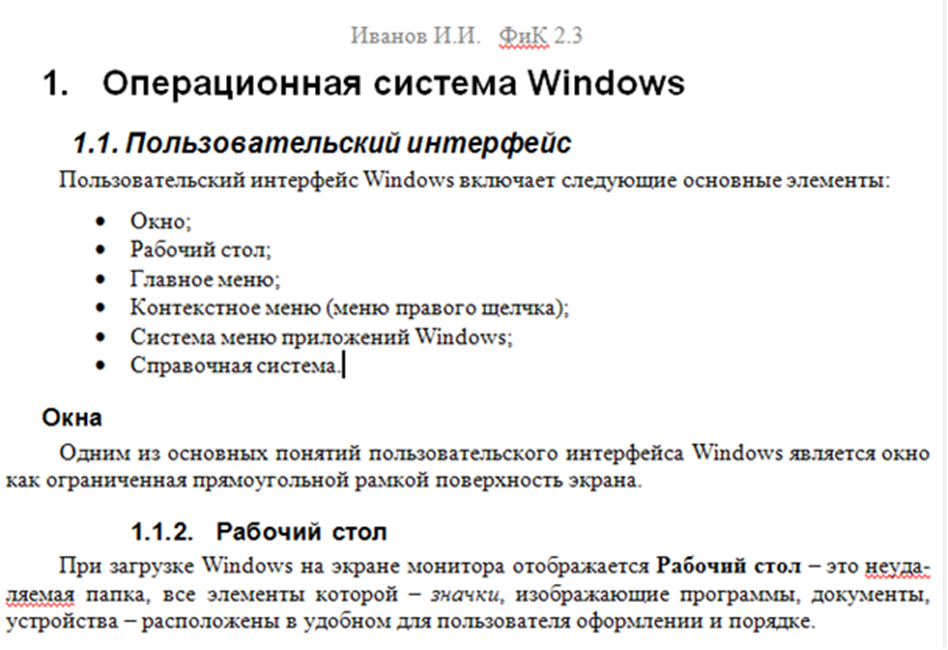 Иванов И.И. ФиК 2.3
1. Операционная система Windows
1.1. Пользовательский интерфейс
Пользовательский интерфейс Windows включает следующие основные элементы:
• Окно;
• Рабочий стол;
• Главное меню;
• Контекстное меню (меню правого щелчка);
• Система меню приложений Windows;
• Справочная система.
Окна
Одним из основных понятий пользовательского интерфейса Windows является окно
как ограниченная прямоугольной рамкой поверхность экрана.
1.1.2. Рабочий стол
При загрузке Windows на экране монитора отображается Рабочий стол – это неуда-
ляемая папка, все элементы которой – значки, изображающие программы, документы,
устройства – расположены в удобном для пользователя оформлении и порядке.